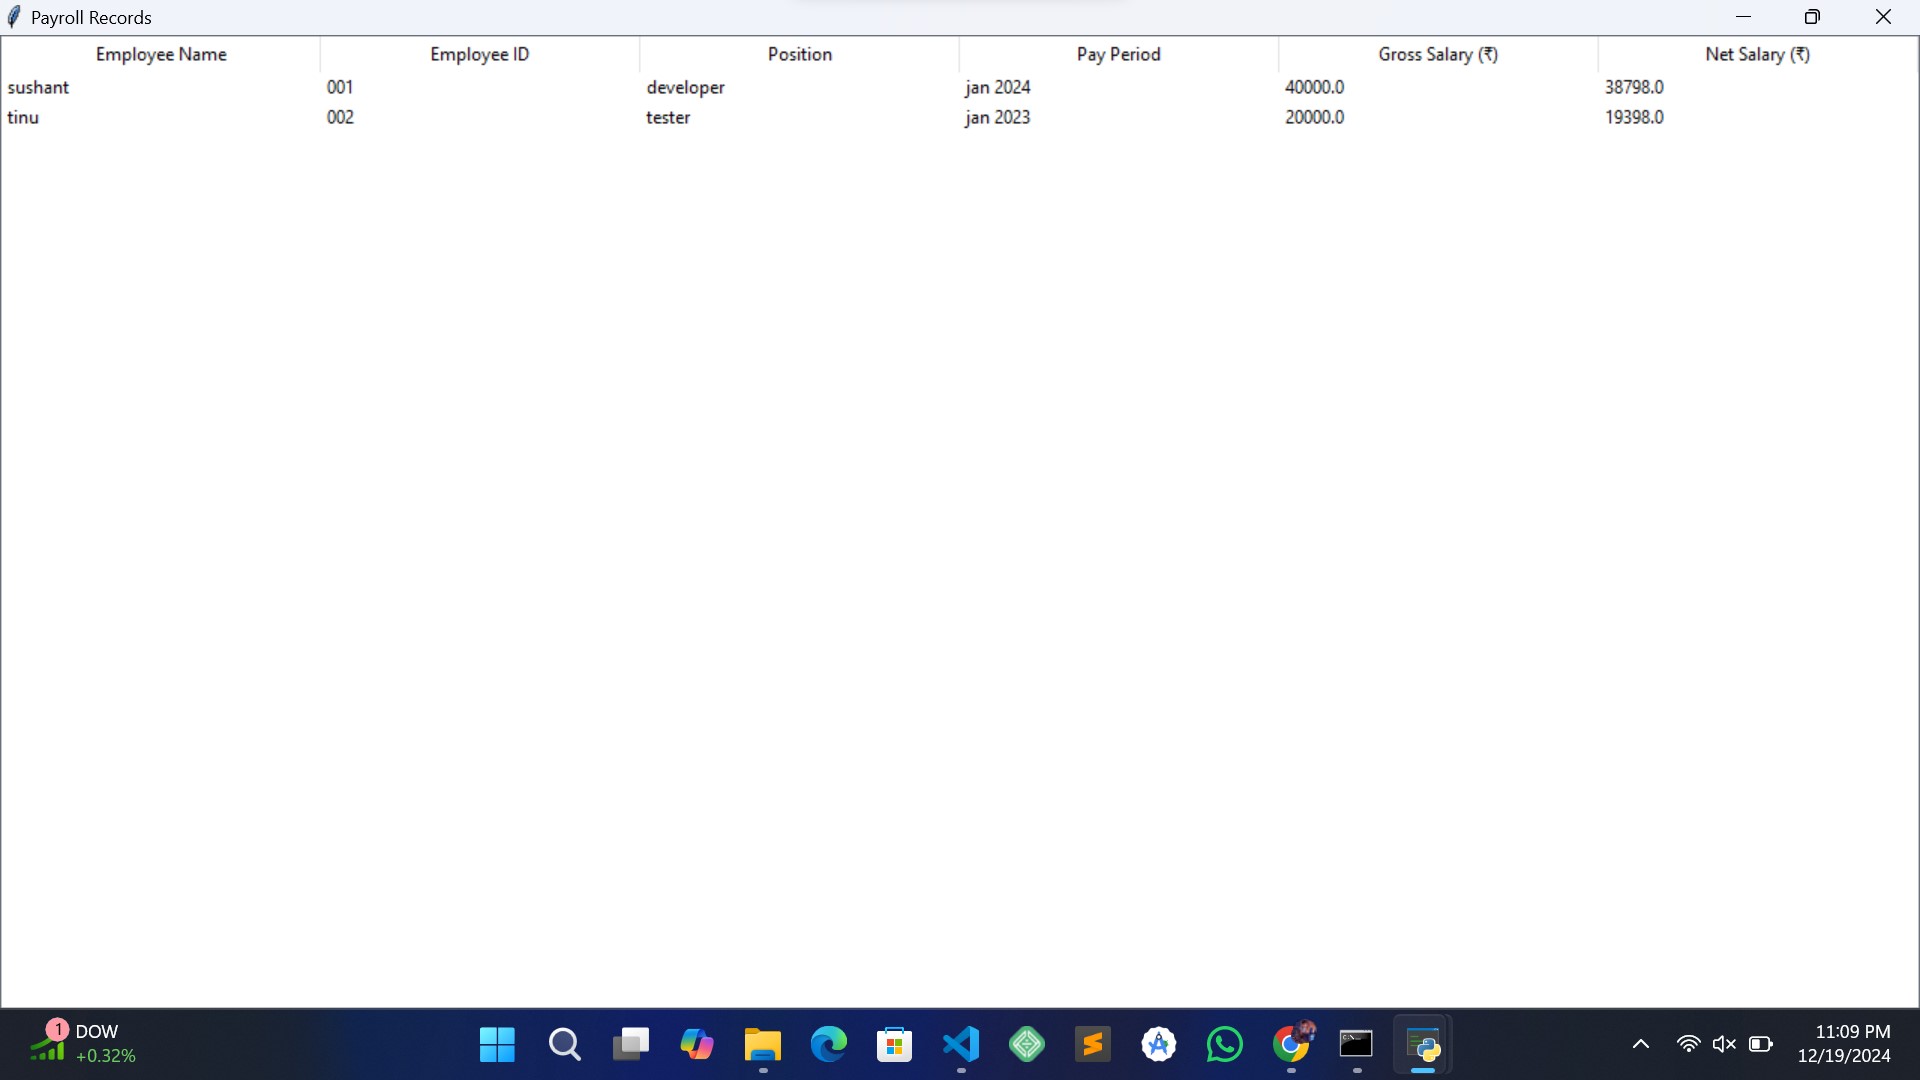 Payroll Records
Employee Name Employee ID Position Pay Period Gross Salary (₹) Net Salary (₹)
sushant 001 developer jan 2024 40000.0 38798.0
tinu 002 tester jan 2023 20000.0 19398.0
1 DOW
+0.32%
11:09 PM
12/19/2024